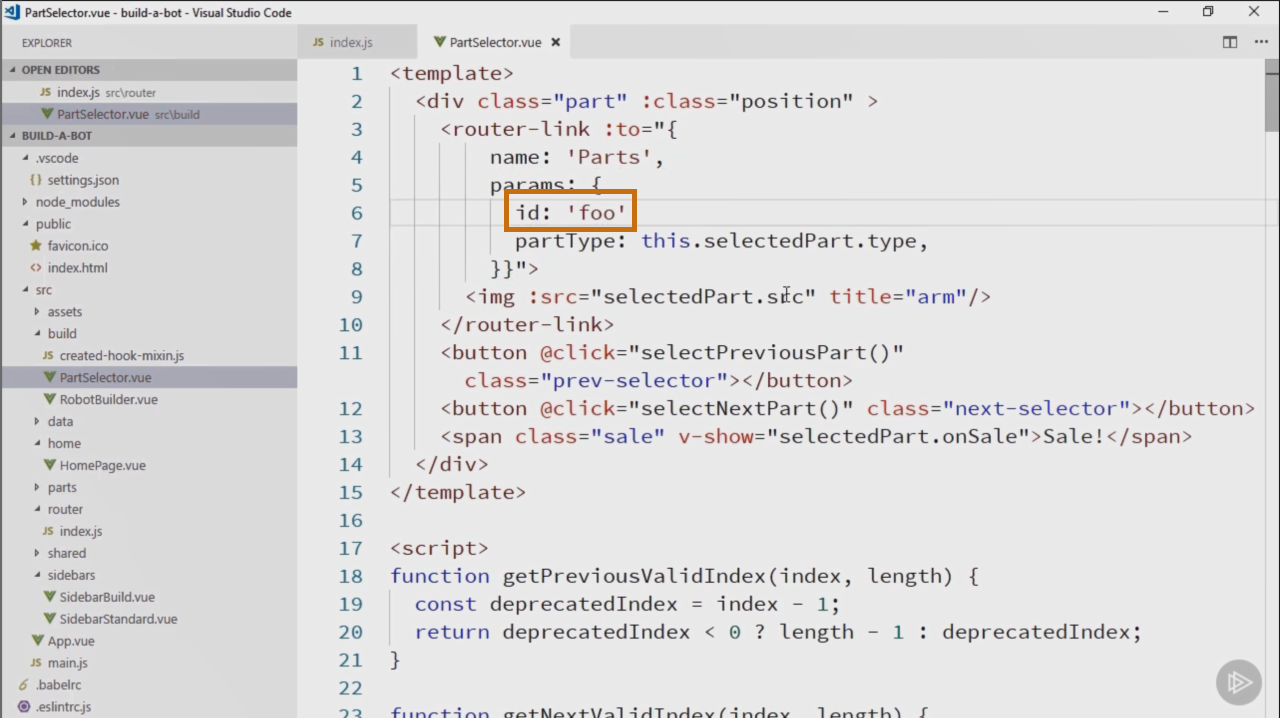 PartSelector.vue - build-a-bot - Visual Studio Code
EXPLORER
OPEN EDITORS
JS index.js src\router
PartSelector.vue src\build
BUILD-A-BOT
.vscode
{} settings.json
node_modules
public
favicon.ico
<> index.html
src
assets
build
JS created-hook-mixin.js
PartSelector.vue
RobotBuilder.vue
data
home
HomePage.vue
parts
router
JS index.js
shared
sidebars
SidebarBuild.vue
SidebarStandard.vue
App.vue
JS main.js
6 .babelrc
.eslintrc.js
JS index.js
PartSelector.vue
1 <template>
2 <div class="part" :class="position" >
3 <router-link :to="{
4 name: 'Parts',
5 params: {
6 id: 'foo'
7 partType: this.selectedPart.type,
8 }}">
9 <img :src="selectedPart.src" title="arm"/>
10 </router-link>
11 <button @click="selectPreviousPart()"
class="prev-selector"></button>
12 <button @click="selectNextPart()" class="next-selector"></button>
13 <span class="sale" v-show="selectedPart.onSale">Sale!</span>
14 </div>
15 </template>
16
17 <script>
18 function getPreviousValidIndex(index, length) {
19 const deprecatedIndex = index - 1;
20 return deprecatedIndex < 0 ? length - 1 : deprecatedIndex;
21 }
22
23 function getNextValidIndex(index, length) {